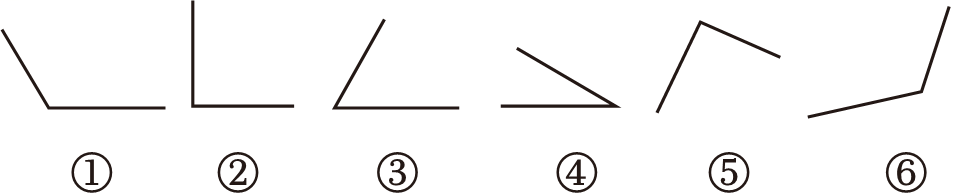 ① ② ③ ④ ⑤ ⑥